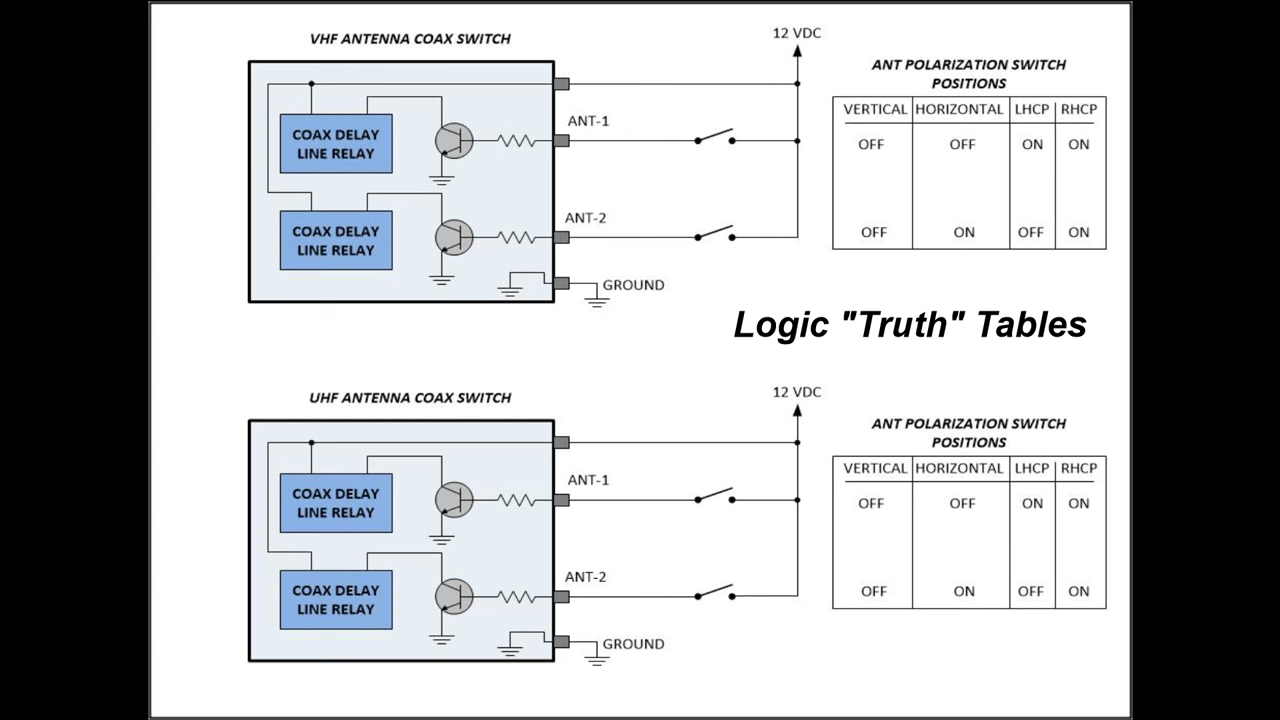 VHF ANTENNA COAX SWITCH
12 VDC
COAX DELAY
LINE RELAY
ANT-1
COAX DELAY
LINE RELAY
ANT-2
GROUND
ANT POLARIZATION SWITCH
POSITIONS
VERTICAL HORIZONTAL LHCP RHCP
OFF OFF ON ON
OFF ON OFF ON
Logic "Truth" Tables
UHF ANTENNA COAX SWITCH
12 VDC
COAX DELAY
LINE RELAY
ANT-1
COAX DELAY
LINE RELAY
ANT-2
GROUND
ANT POLARIZATION SWITCH
POSITIONS
VERTICAL HORIZONTAL LHCP RHCP
OFF OFF ON ON
OFF ON OFF ON